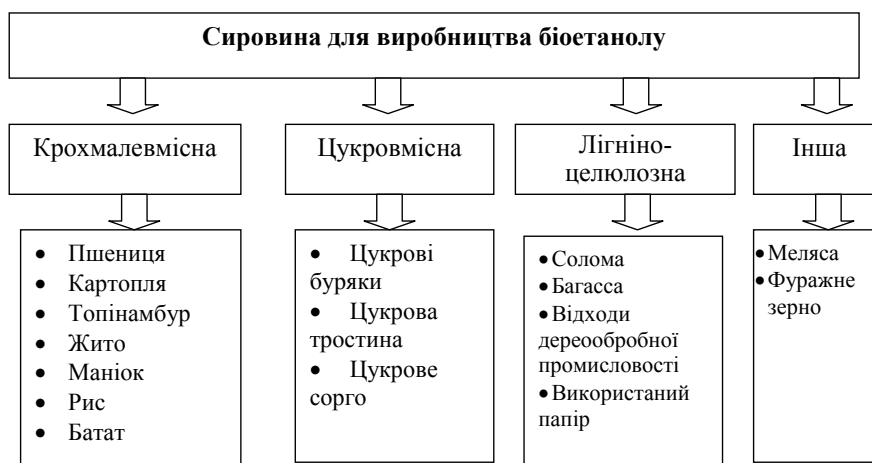 Сировина для виробництва біоетанолу
Крохмалевмісна
Цукровмісна
Лігніно-
целюлозна
Інша
• Пшениця
• Картопля
• Топінамбур
• Жито
• Маніок
• Рис
• Батат
• Цукрові
буряки
• Цукрова
тростина
• Цукрове
сорго
• Солома
• Багасса
• Відходи
дереообробної
промисловості
• Використаний
папір
• Меляса
• Фуражне
зерно